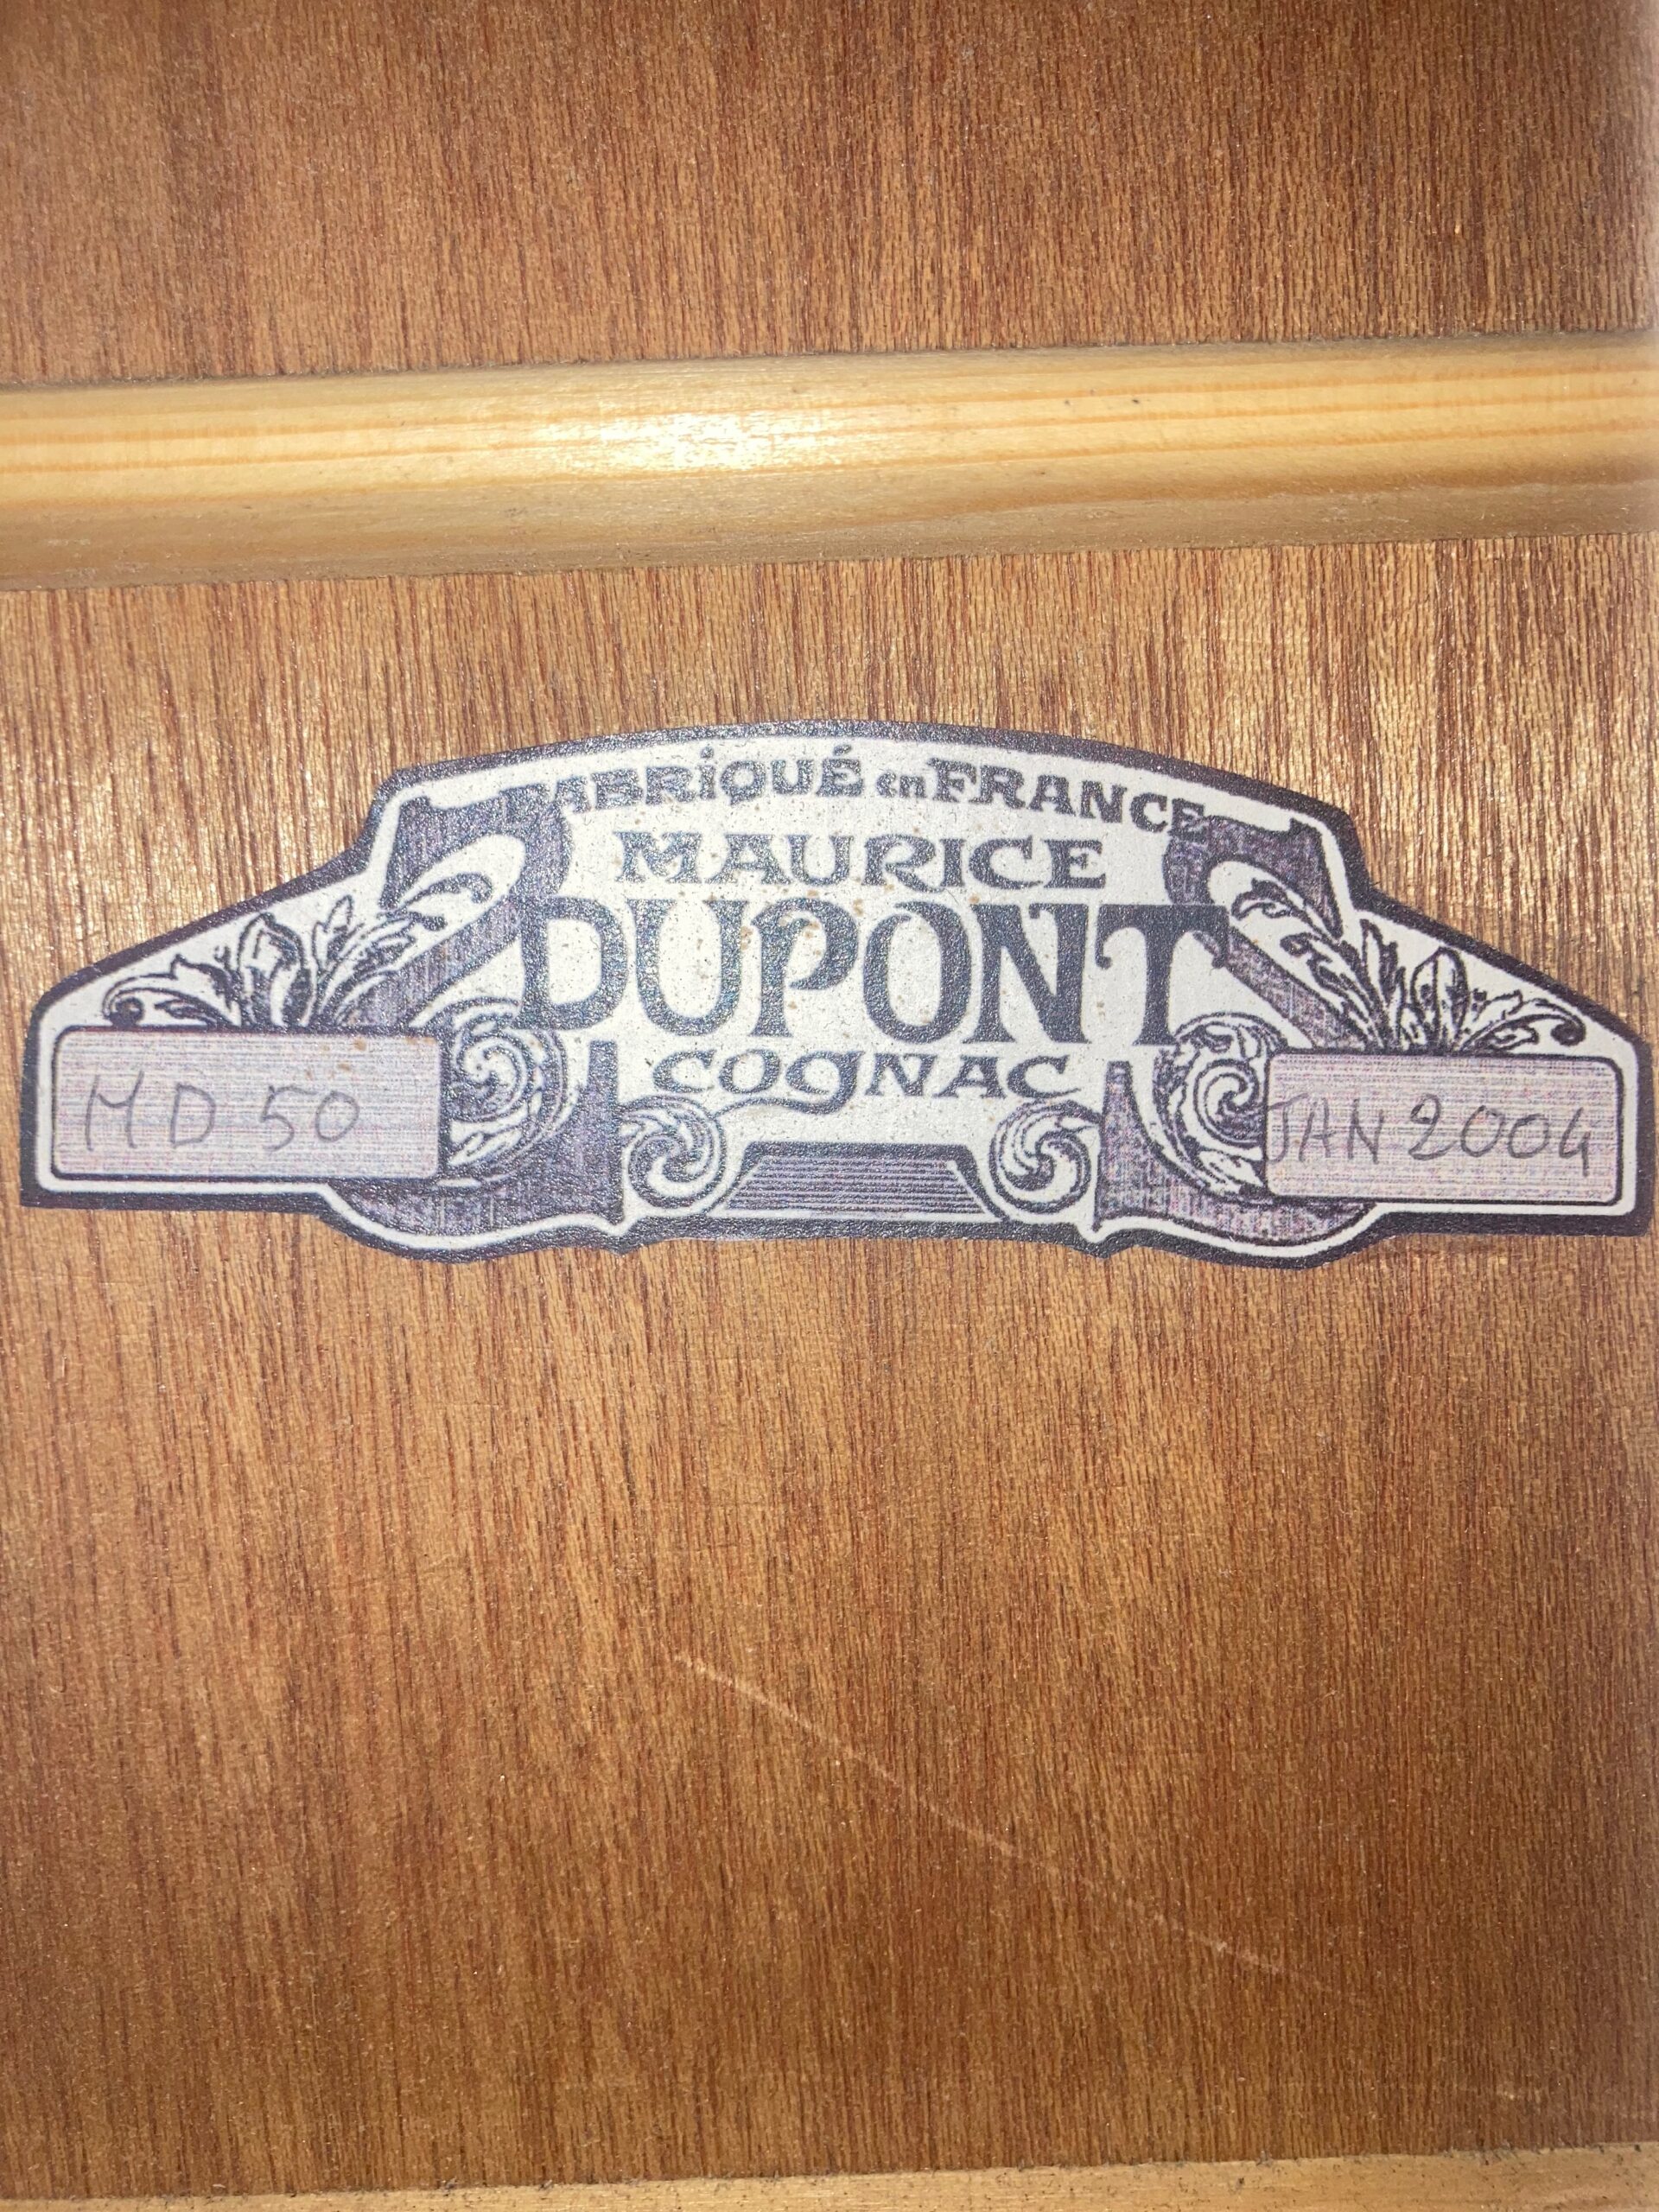 FABRiQUÉ en FRANCE
MAURICE
DUPONT
COGNAC
MD 50
JAN 2004